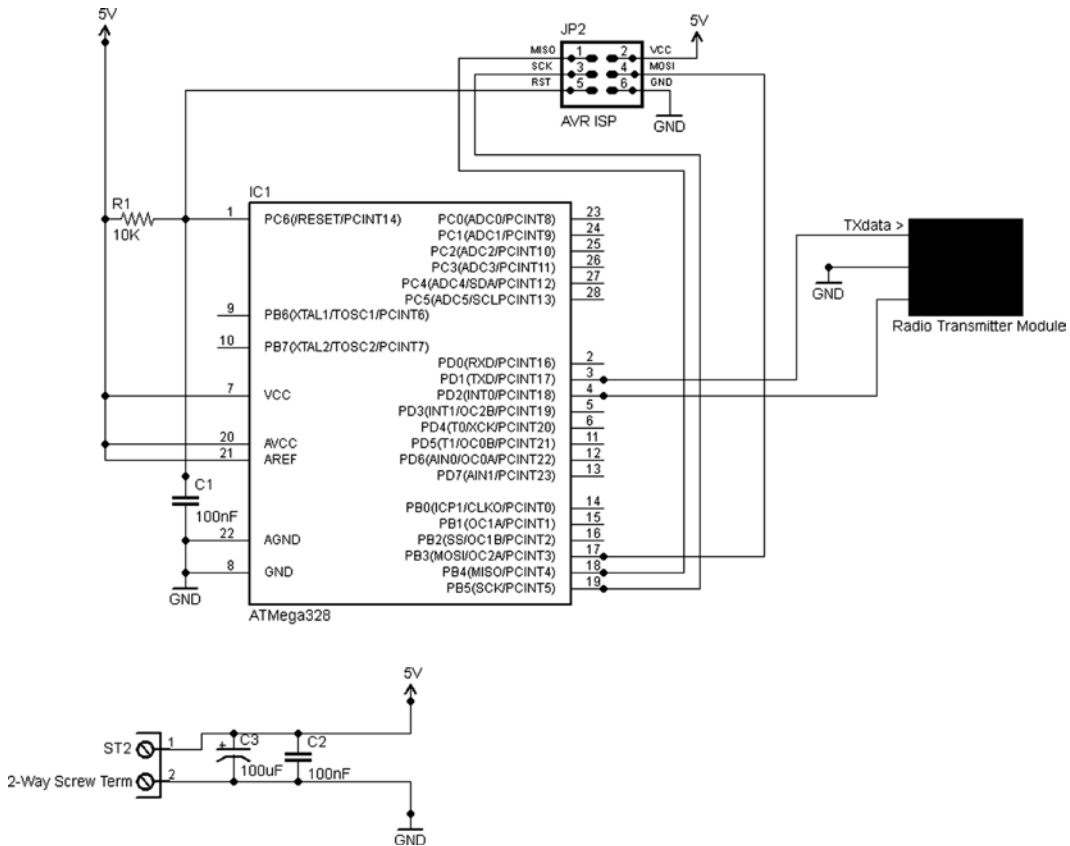 5V
JP2
5V
MISO 1 2 VCC
SCK 3 4 MOSI
RST 5 6 GND
AVR ISP
GND
R1
10K
IC1
1 PC6(/RESET/PCINT14)
9 PB6(XTAL1/TOSC1/PCINT6)
10 PB7(XTAL2/TOSC2/PCINT7)
7 VCC
20 AVCC
21 AREF
C1
100nF
22 AGND
8 GND
GND
PC0(ADC0/PCINT8) 23
PC1(ADC1/PCINT9) 24
PC2(ADC2/PCINT10) 25
PC3(ADC3/PCINT11) 26
PC4(ADC4/SDA/PCINT12) 27
PC5(ADC5/SCLPCINT13) 28
PD0(RXD/PCINT16) 2
PD1(TXD/PCINT17) 3
PD2(INT0/PCINT18) 4
PD3(INT1/OC2B/PCINT19) 5
PD4(T0/XCK/PCINT20) 6
PD5(T1/OC0B/PCINT21) 11
PD6(AIN0/OC0A/PCINT22) 12
PD7(AIN1/PCINT23) 13
PB0(ICP1/CLKO/PCINT0) 14
PB1(OC1A/PCINT1) 15
PB2(SS/OC1B/PCINT2) 16
PB3(MOSI/OC2A/PCINT3) 17
PB4(MISO/PCINT4) 18
PB5(SCK/PCINT5) 19
ATMega328
TXdata >
GND
Radio Transmitter Module
5V
ST2 1
2-Way Screw Term 2
+
C3
100uF
C2
100nF
GND